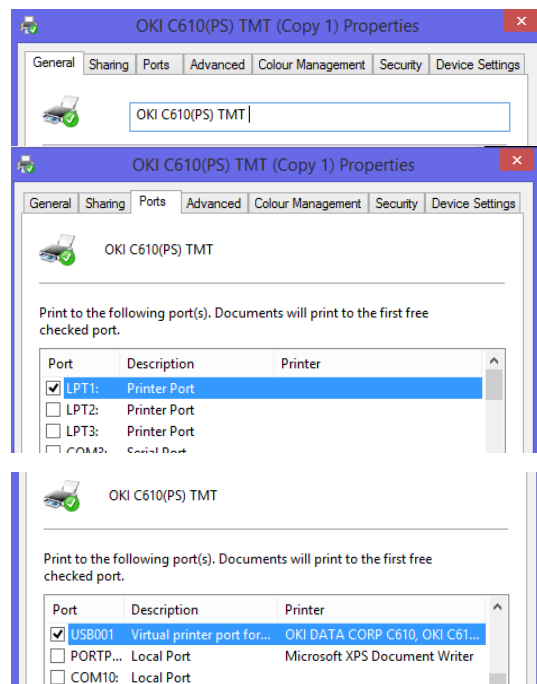 OKI C610(PS) TMT (Copy 1) Properties
General Sharing Ports Advanced Colour Management Security Device Settings
OKI C610(PS) TMT
OKI C610(PS) TMT (Copy 1) Properties
General Sharing Ports Advanced Colour Management Security Device Settings
OKI C610(PS) TMT
Print to the following port(s). Documents will print to the first free
checked port.
Port Description Printer
LPT1: Printer Port
LPT2: Printer Port
LPT3: Printer Port
COM3: Serial Port
OKI C610(PS) TMT
Print to the following port(s). Documents will print to the first free
checked port.
Port Description Printer
USB001 Virtual printer port for... OKI DATA CORP C610, OKI C61...
PORTP... Local Port Microsoft XPS Document Writer
COM10: Local Port